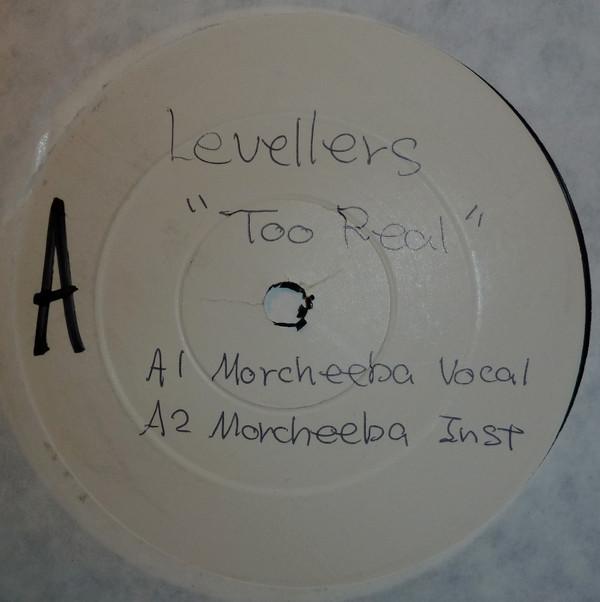 Levellers
"Too Real"
A
A1 Morcheeba Vocal
A2 Morcheeba Inst